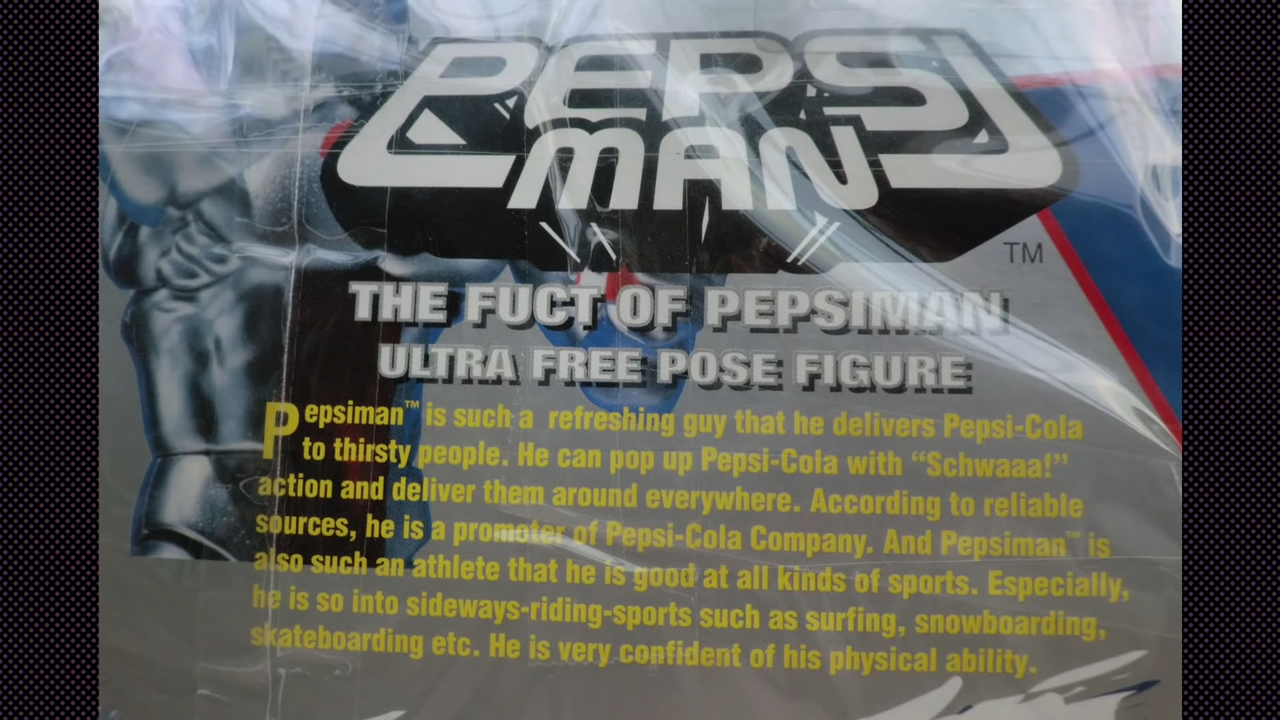 PEPSI
MAN
TM
THE FUCT OF PEPSIMAN
ULTRA FREE POSE FIGURE
Pepsiman™ is such a refreshing guy that he delivers Pepsi-Cola
to thirsty people. He can pop up Pepsi-Cola with “Schwaaa!”
action and deliver them around everywhere. According to reliable
sources, he is a promoter of Pepsi-Cola Company. And Pepsiman™ is
also such an athlete that he is good at all kinds of sports. Especially,
he is so into sideways-riding-sports such as surfing, snowboarding,
skateboarding etc. He is very confident of his physical ability.